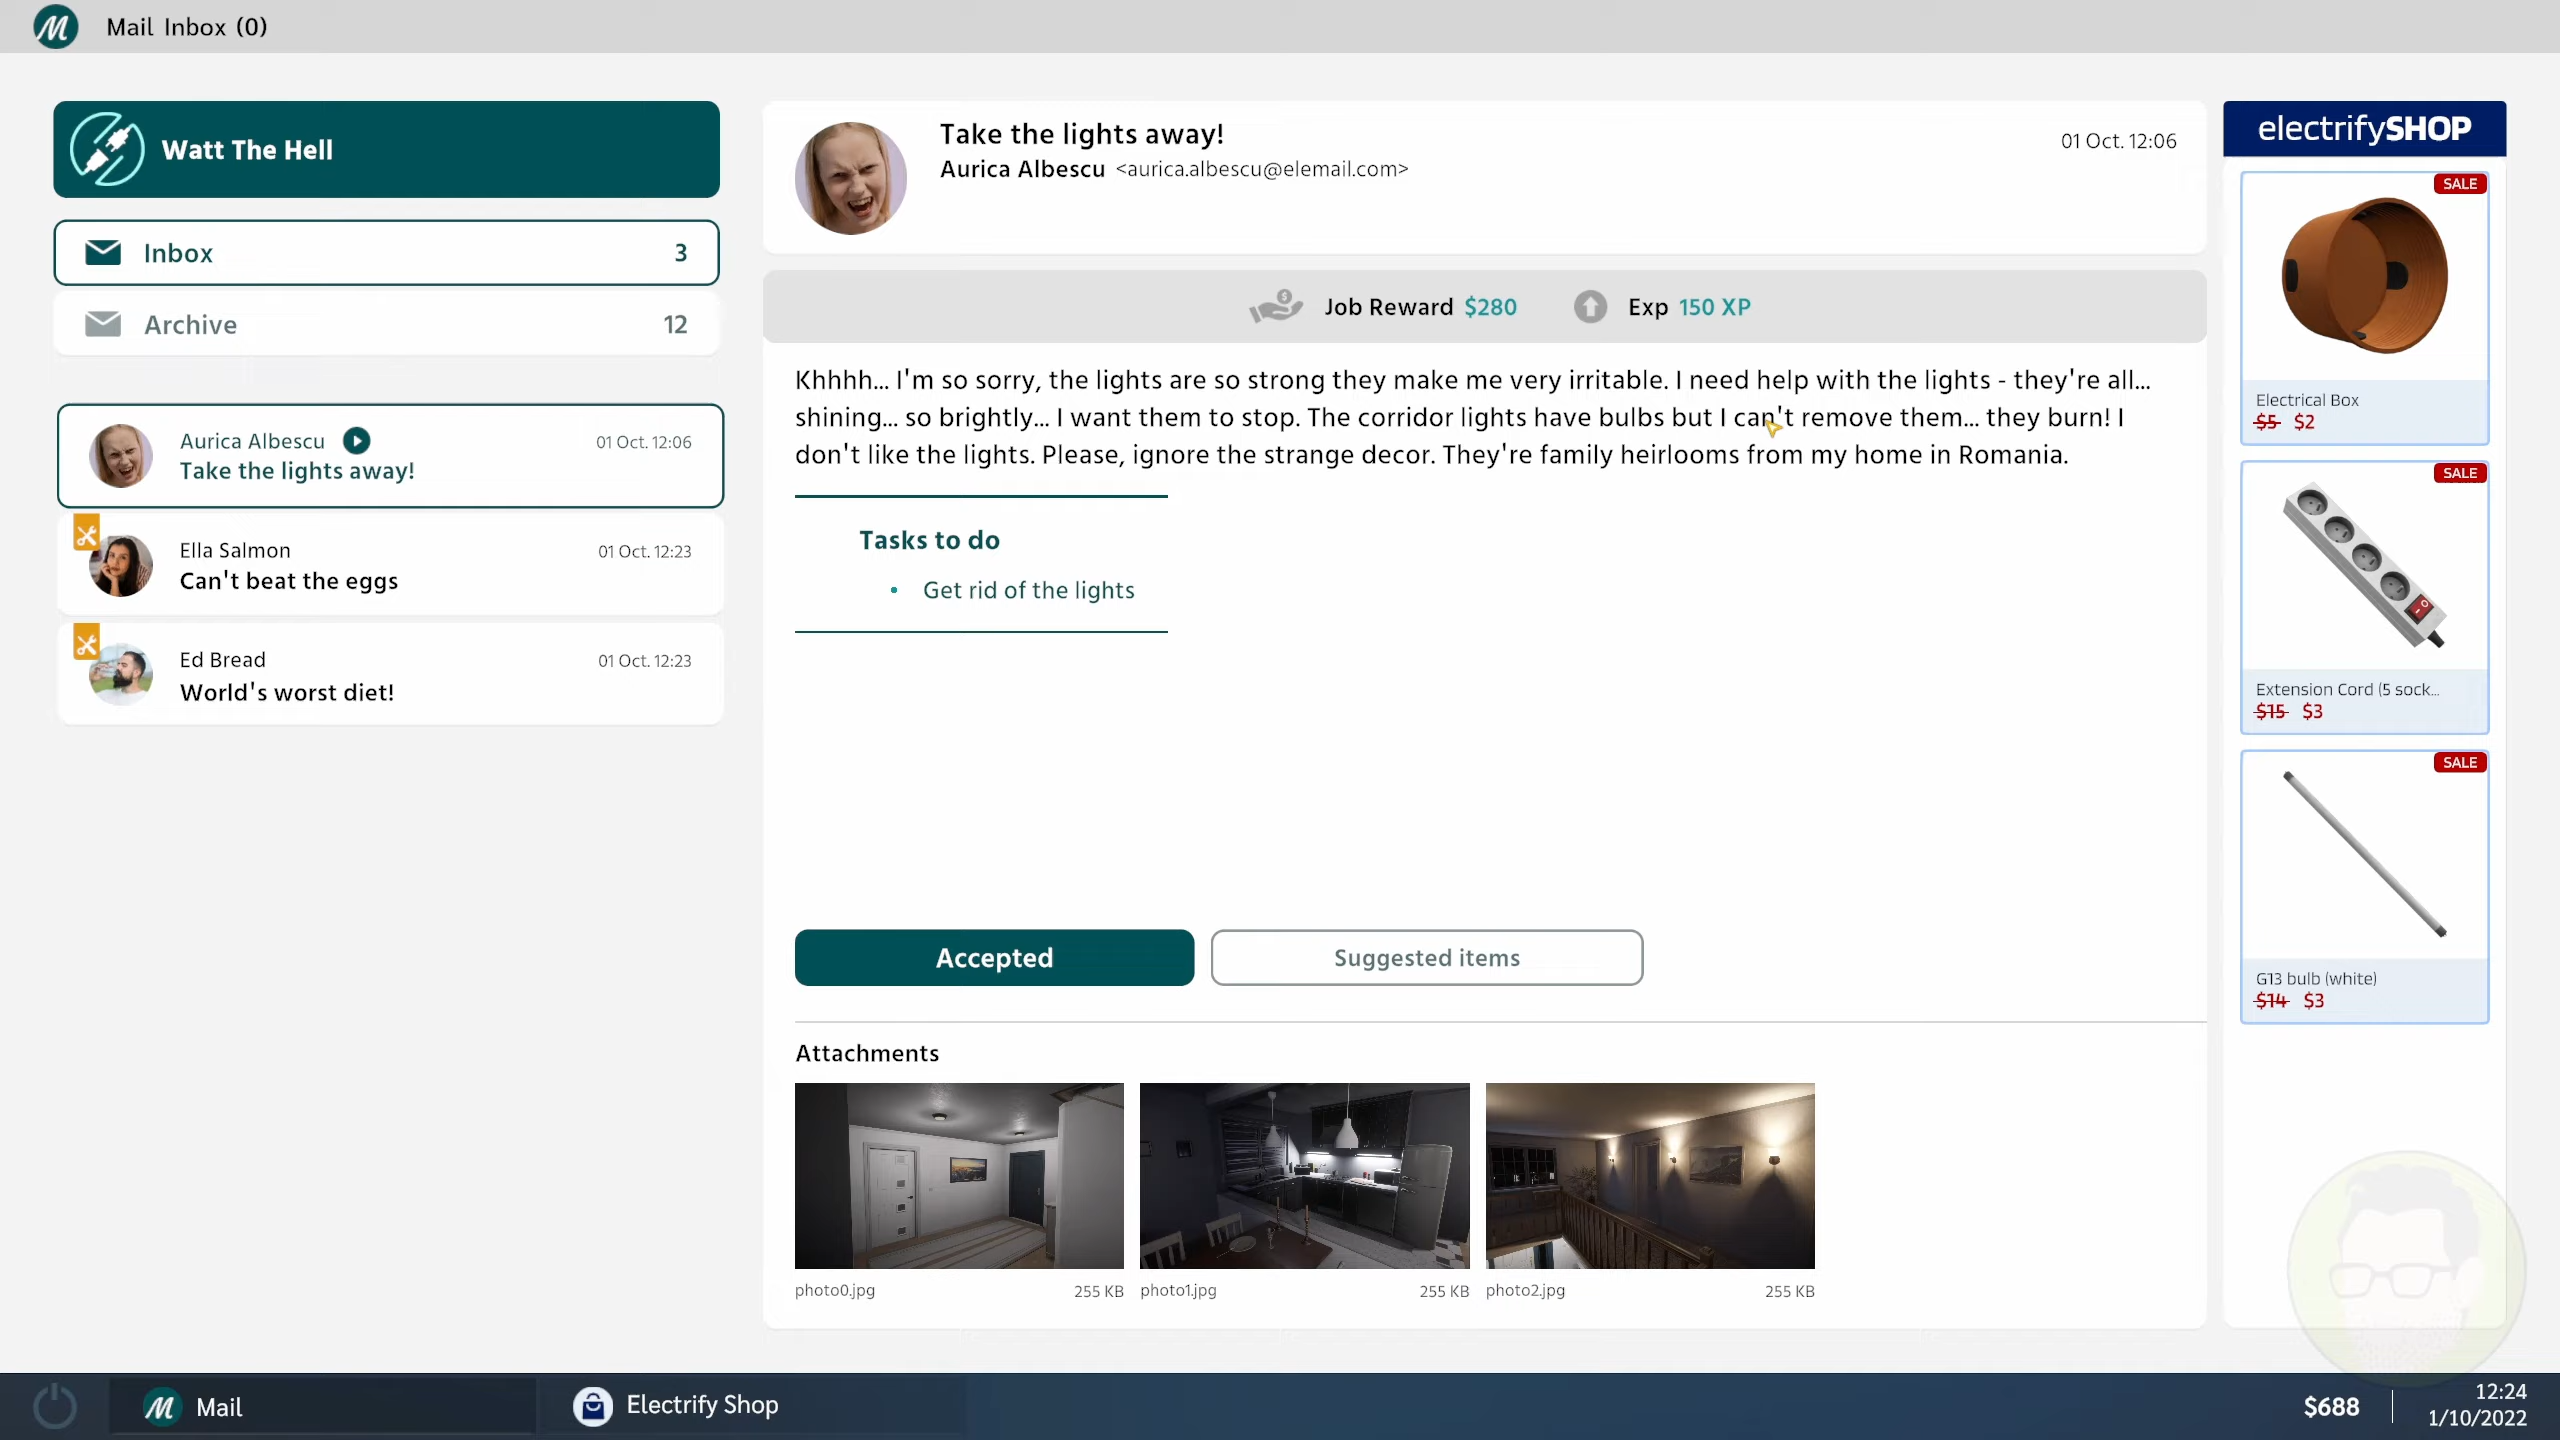 Mail Inbox (0)
Watt The Hell
Inbox 3
Archive 12
Aurica Albescu 01 Oct. 12:06
Take the lights away!
Ella Salmon 01 Oct. 12:23
Can't beat the eggs
Ed Bread 01 Oct. 12:23
World's worst diet!
Take the lights away! 01 Oct. 12:06
Aurica Albescu <aurica.albescu@elemail.com>
Job Reward $280 Exp 150 XP
Khhhh... I'm so sorry, the lights are so strong they make me very irritable. I need help with the lights - they're all...
shining... so brightly... I want them to stop. The corridor lights have bulbs but I can't remove them... they burn! I
don't like the lights. Please, ignore the strange decor. They're family heirlooms from my home in Romania.
Tasks to do
• Get rid of the lights
Accepted Suggested items
Attachments
photo0.jpg 255 KB photo1.jpg 255 KB photo2.jpg 255 KB
electrifySHOP
SALE
Electrical Box
$5 $2
SALE
Extension Cord (5 sock...
$15 $3
SALE
G13 bulb (white)
$14 $3
Mail Electrify Shop $688 12:24
1/10/2022